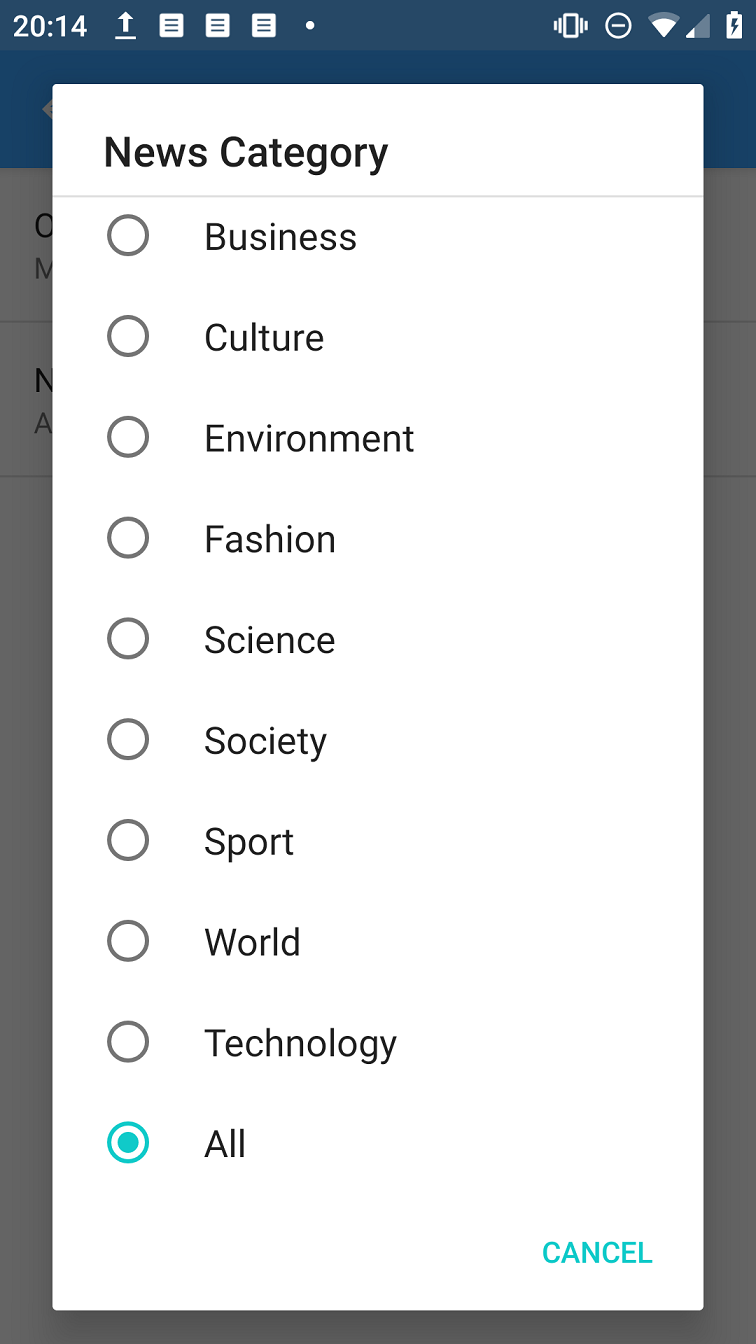 20:14
News Category
Business
Culture
Environment
Fashion
Science
Society
Sport
World
Technology
All
CANCEL